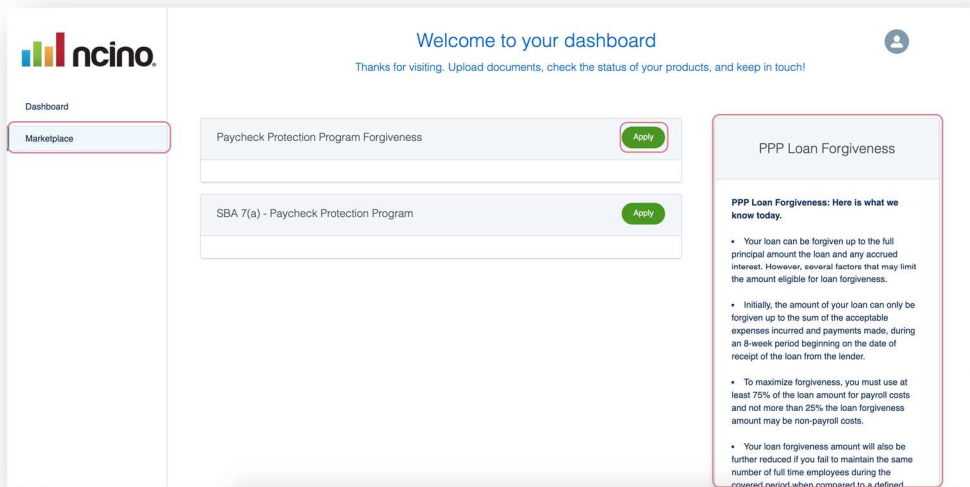 ncino.
Welcome to your dashboard
Thanks for visiting. Upload documents, check the status of your products, and keep in touch!
Dashboard
Marketplace
Paycheck Protection Program Forgiveness
Apply
SBA 7(a) - Paycheck Protection Program
Apply
PPP Loan Forgiveness
PPP Loan Forgiveness: Here is what we
know today.
• Your loan can be forgiven up to the full
principal amount the loan and any accrued
interest. However, several factors that may limit
the amount eligible for loan forgiveness.
• Initially, the amount of your loan can only be
forgiven up to the sum of the acceptable
expenses incurred and payments made, during
an 8-week period beginning on the date of
receipt of the loan from the lender.
• To maximize forgiveness, you must use at
least 75% of the loan amount for payroll costs
and not more than 25% the loan forgiveness
amount may be non-payroll costs.
• Your loan forgiveness amount will also be
further reduced if you fail to maintain the same
number of full time employees during the
covered period when compared to a defined